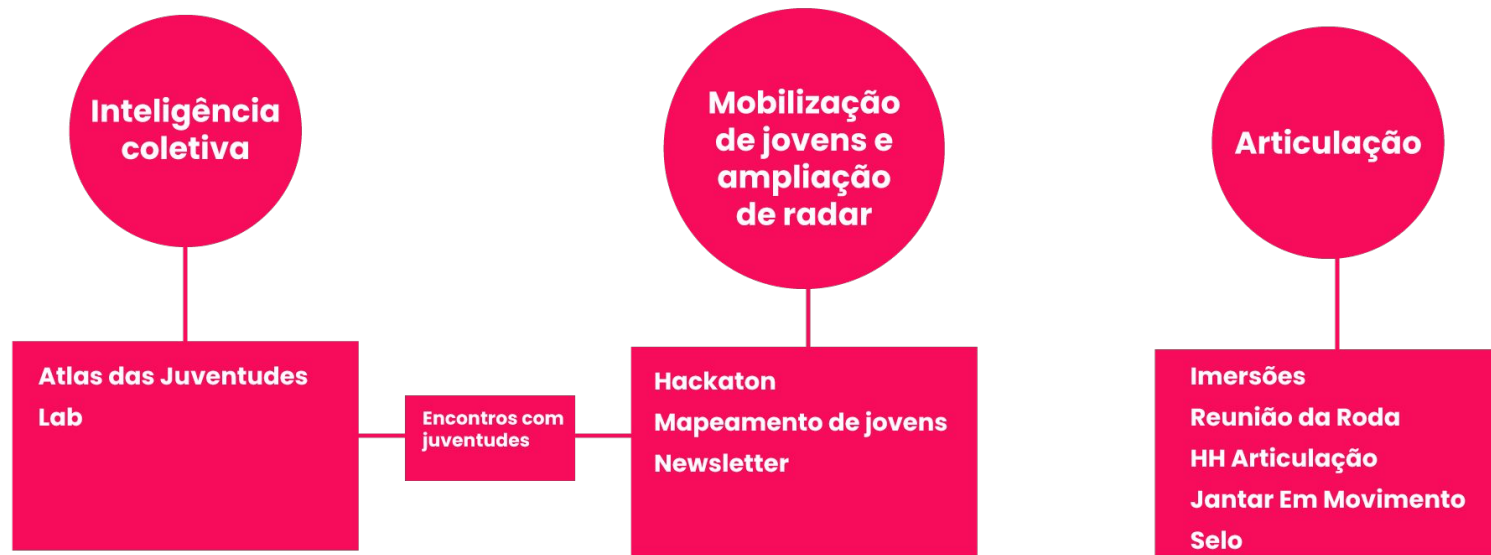 Inteligência
coletiva
Mobilização
de jovens e
ampliação
de radar
Articulação
Atlas das Juventudes
Lab
Encontros com
juventudes
Hackaton
Mapeamento de jovens
Newsletter
Imersões
Reunião da Roda
HH Articulação
Jantar Em Movimento
Selo